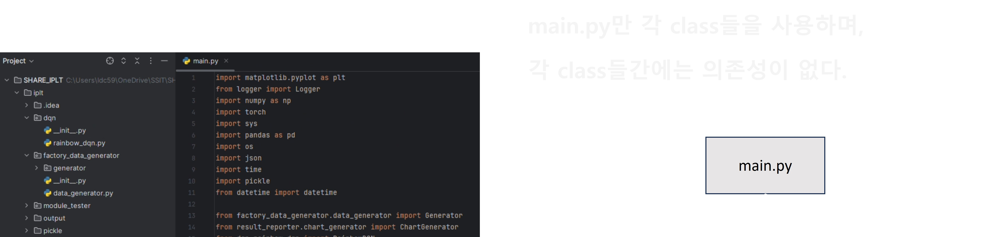 main.py만 각 class들을 사용하며,
각 class들간에는 의존성이 없다.
Project
SHARE_IPLT C:\Users\ldc59\OneDrive\SSIT\SH
iplt
.idea
dqn
__init__.py
rainbow_dqn.py
factory_data_generator
generator
__init__.py
data_generator.py
module_tester
output
pickle
main.py
1 import matplotlib.pyplot as plt
2 from logger import Logger
3 import numpy as np
4 import torch
5 import sys
6 import pandas as pd
7 import os
8 import json
9 import time
10 import pickle
11 from datetime import datetime
12
13 from factory_data_generator.data_generator import Generator
14 from result_reporter.chart_generator import ChartGenerator
main.py